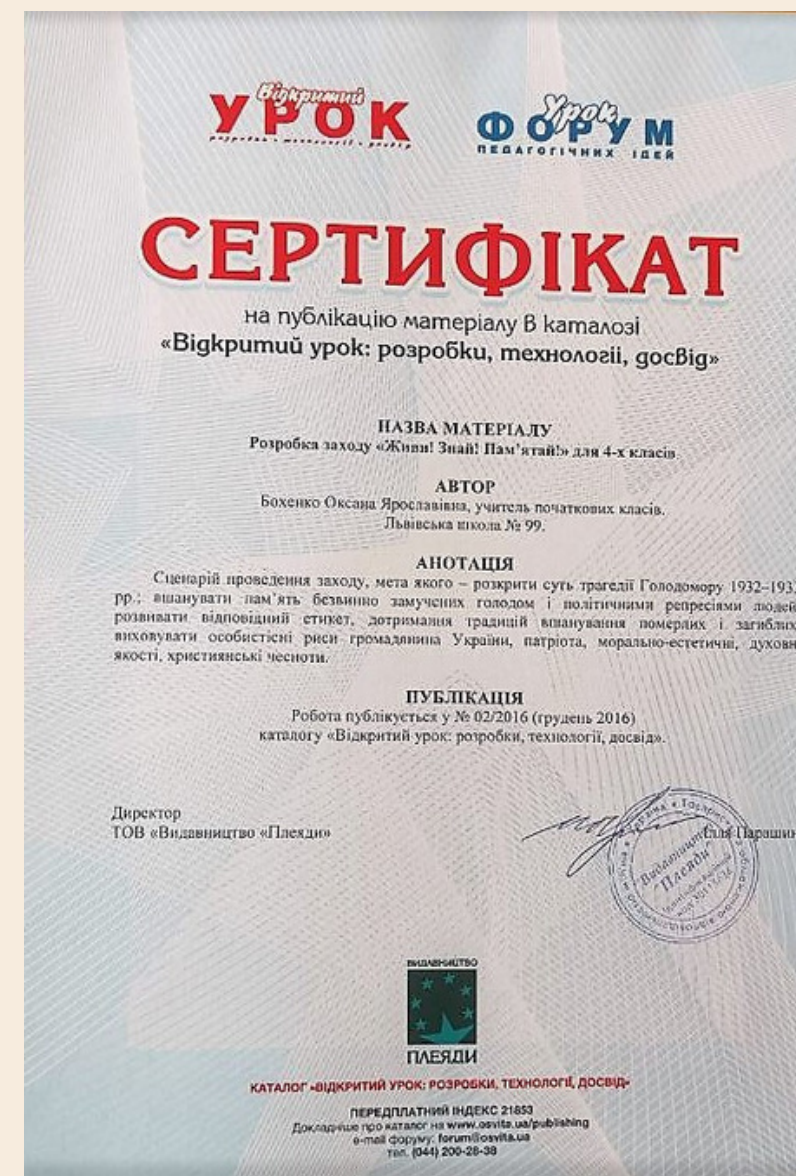 Відкритий
УРОК
розробки • технології • досвід
Урок
ФОРУМ
ПЕДАГОГІЧНИХ ІДЕЙ
СЕРТИФІКАТ
на публікацію матеріалу в каталозі
«Відкритий урок: розробки, технології, досвід»
НАЗВА МАТЕРІАЛУ
Розробка заходу «Живи! Знай! Пам'ятай!» для 4-х класів
АВТОР
Бохенко Оксана Ярославівна, учитель початкових класів.
Львівська школа № 99.
АНОТАЦІЯ
Сценарій проведення заходу, мета якого – розкрити суть трагедії Голодомору 1932–193
рр.; вшанувати пам'ять безвинно замучених голодом і політичними репресіями людей
розвивати відповідний етикет, дотримання традицій вшанування померлих і загиблих
виховувати особистісні риси громадянина України, патріота, морально-естетичні, духовн
якості, християнські чесноти.
ПУБЛІКАЦІЯ
Робота публікується у № 02/2016 (грудень 2016)
каталогу «Відкритий урок: розробки, технології, досвід».
Директор
ТОВ «Видавництво «Плеяди»
Ілля Парашин
Видавництво
"Плеяди"
ВИДАВНИЦТВО
ПЛЕЯДИ
КАТАЛОГ «ВІДКРИТИЙ УРОК: РОЗРОБКИ, ТЕХНОЛОГІЇ, ДОСВІД»
ПЕРЕДПЛАТНИЙ ІНДЕКС 21853
Докладніше про каталог на www.osvita.ua/publishing
e-mail форуму: forum@osvita.ua
тел. (044) 200-28-38